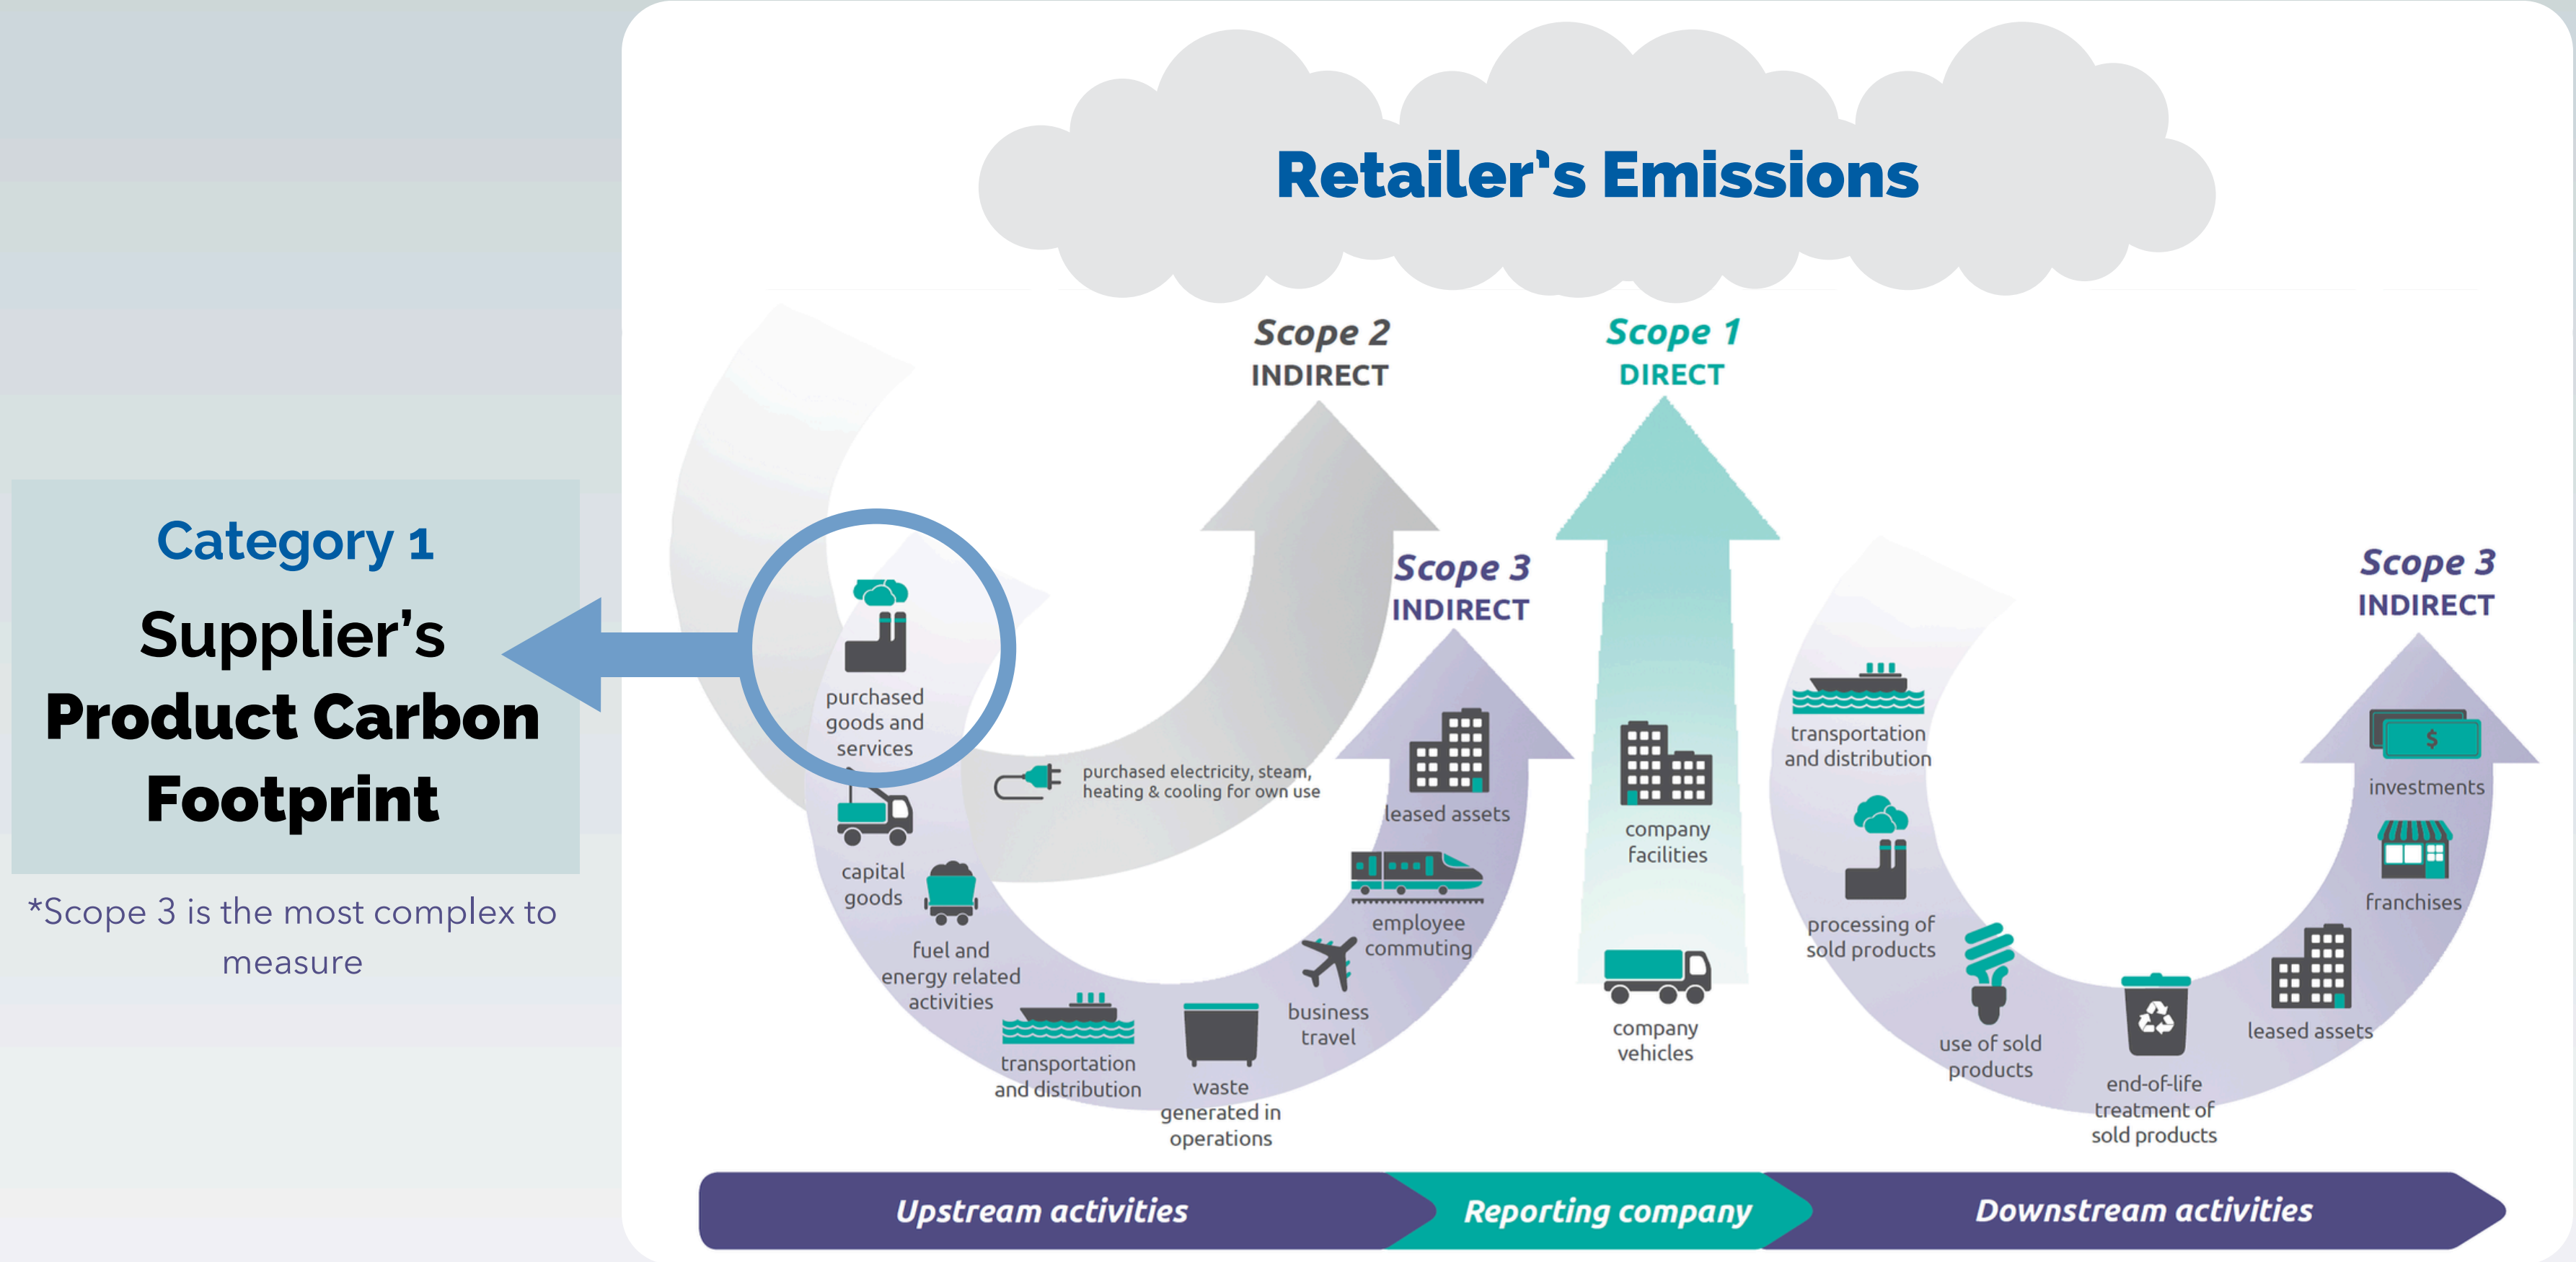 Retailer's Emissions
Category 1
Supplier's
Product Carbon
Footprint
*Scope 3 is the most complex to
measure
Scope 2
INDIRECT
Scope 1
DIRECT
Scope 3
INDIRECT
Scope 3
INDIRECT
purchased
goods and
services
capital
goods
fuel and
energy related
activities
transportation
and distribution
waste
generated in
operations
business
travel
employee
commuting
leased assets
purchased electricity, steam,
heating & cooling for own use
company
facilities
company
vehicles
transportation
and distribution
processing of
sold products
use of sold
products
end-of-life
treatment of
sold products
leased assets
franchises
$
investments
Upstream activities
Reporting company
Downstream activities